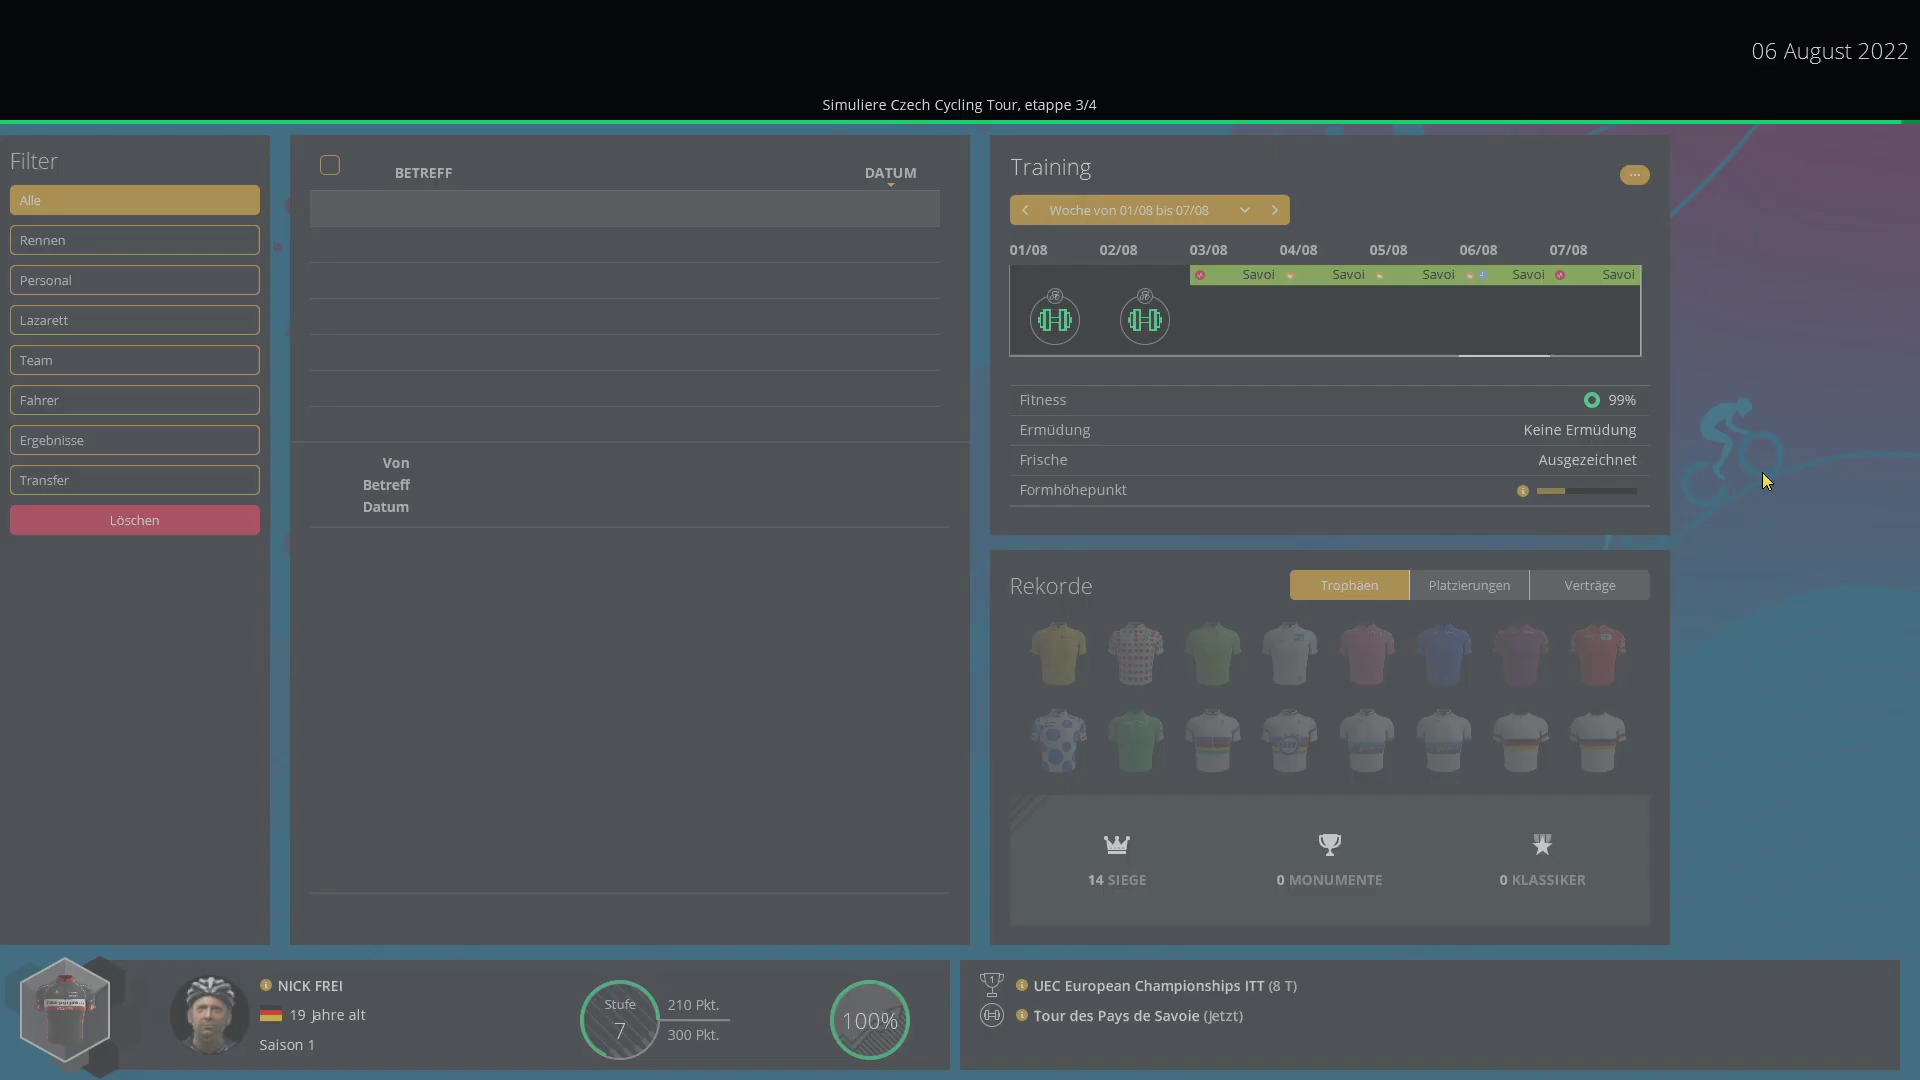 06 August 2022
Simuliere Czech Cycling Tour, etappe 3/4
Filter
Alle
Rennen
Personal
Lazarett
Team
Fahrer
Ergebnisse
Transfer
Löschen
BETREFF DATUM
Von
Betreff
Datum
Training
...
Woche von 01/08 bis 07/08
01/08 02/08 03/08 04/08 05/08 06/08 07/08
Savoi Savoi Savoi Savoi Savoi
Fitness 99%
Ermüdung Keine Ermüdung
Frische Ausgezeichnet
Formhöhepunkt
Rekorde
Trophäen Platzierungen Verträge
14 SIEGE 0 MONUMENTE 0 KLASSIKER
NICK FREI
19 Jahre alt
Saison 1
Stufe
7
210 Pkt.
300 Pkt.
100%
1
UEC European Championships ITT (8 T)
Tour des Pays de Savoie (Jetzt)